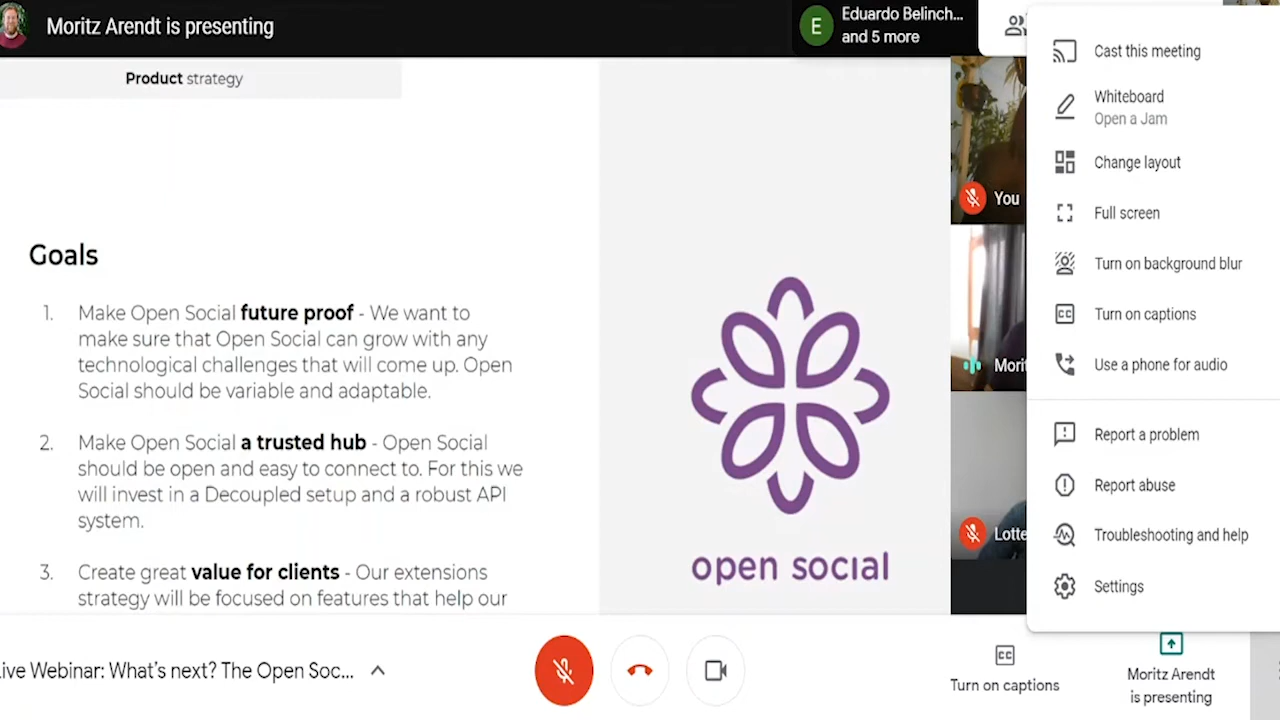 Moritz Arendt is presenting
E
Eduardo Belinch...
and 5 more
Product strategy
Goals
1. Make Open Social future proof - We want to
make sure that Open Social can grow with any
technological challenges that will come up. Open
Social should be variable and adaptable.
2. Make Open Social a trusted hub - Open Social
should be open and easy to connect to. For this we
will invest in a Decoupled setup and a robust API
system.
3. Create great value for clients - Our extensions
strategy will be focused on features that help our
open social
You
Morit
Lotte
Cast this meeting
Whiteboard
Open a Jam
Change layout
Full screen
Turn on background blur
CC Turn on captions
Use a phone for audio
Report a problem
Report abuse
Troubleshooting and help
Settings
ive Webinar: What's next? The Open Soc...
CC
Turn on captions
Moritz Arendt
is presenting